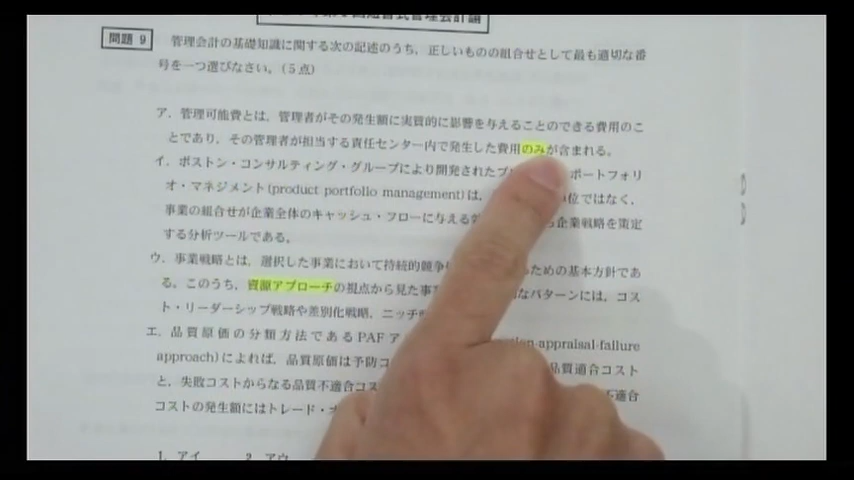 回短答式管理会計論
問題 9 管理会計の基礎知識に関する次の記述のうち，正しいものの組合せとして最も適切な番
号を一つ選びなさい。（5点）
ア．管理可能費とは，管理者がその発生額に実質的に影響を与えることのできる費用のこ
とであり，その管理者が担当する責任センター内で発生した費用のみが含まれる。
イ．ボストン・コンサルティング・グループにより開発されたプ ポートフォリ
オ・マネジメント(product portfolio management)は， 位ではなく，
事業の組合せが企業全体のキャッシュ・フローに与える 企業戦略を策定
する分析ツールである。
ウ．事業戦略とは，選択した事業において持続的競争 ための基本方針であ
る。このうち，資源アプローチの視点から見た事 なパターンには，コス
ト・リーダーシップ戦略や差別化戦略，ニッチ
エ．品質原価の分類方法であるPAFア -appraisal-failure
approach)によれば，品質原価は予防コ 品質適合コスト
と，失敗コストからなる品質不適合コス 不適合
コストの発生額にはトレード・
1．アイ 2．アウ